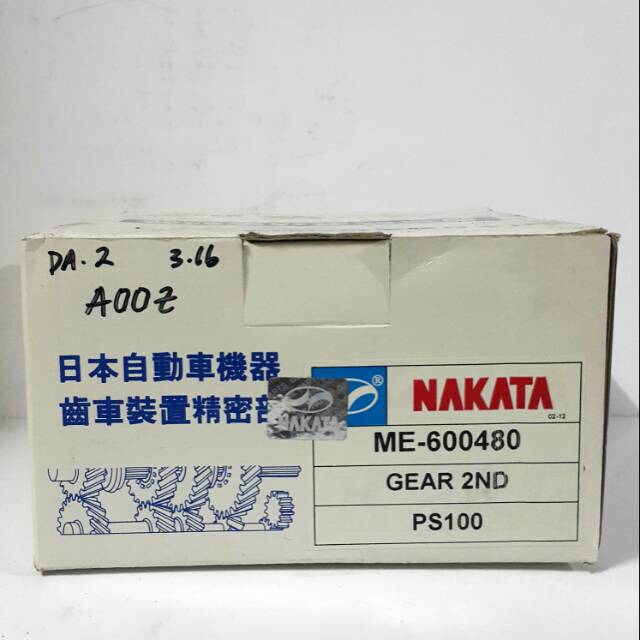 DA.2 3.16
A00Z
日本自動車機器
齒車裝置精密部
® NAKATA
02-12
NAKATA
ME-600480
GEAR 2ND
PS100